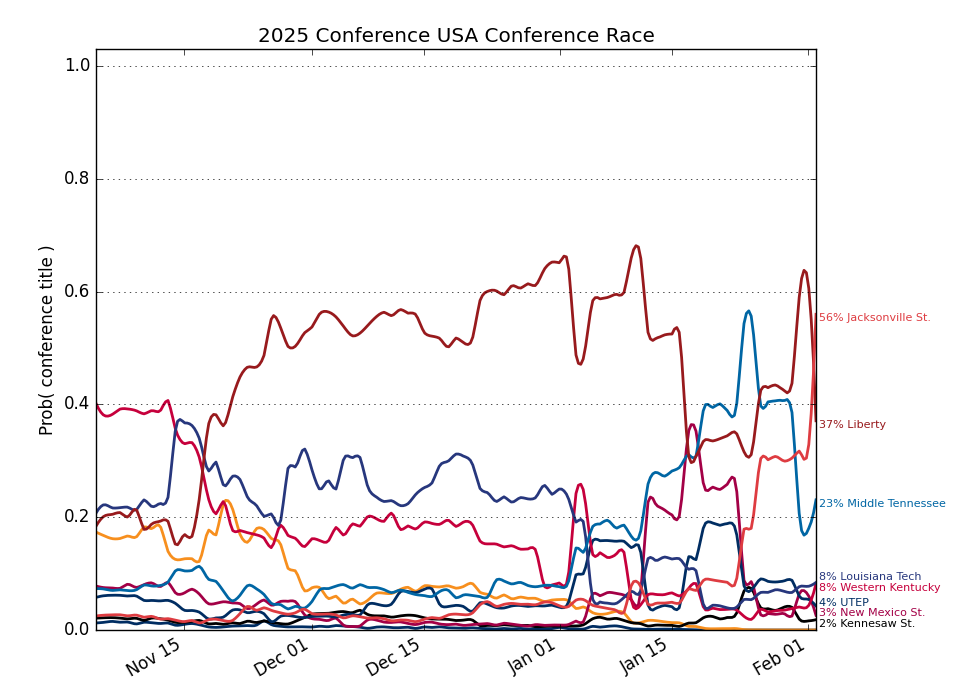 2025 Conference USA Conference Race
Prob( conference title )
1.0
0.8
0.6
0.4
0.2
0.0
Nov 15
Dec 01
Dec 15
Jan 01
Jan 15
Feb 01
56% Jacksonville St.
37% Liberty
23% Middle Tennessee
8% Louisiana Tech
8% Western Kentucky
4% UTEP
3% New Mexico St.
2% Kennesaw St.